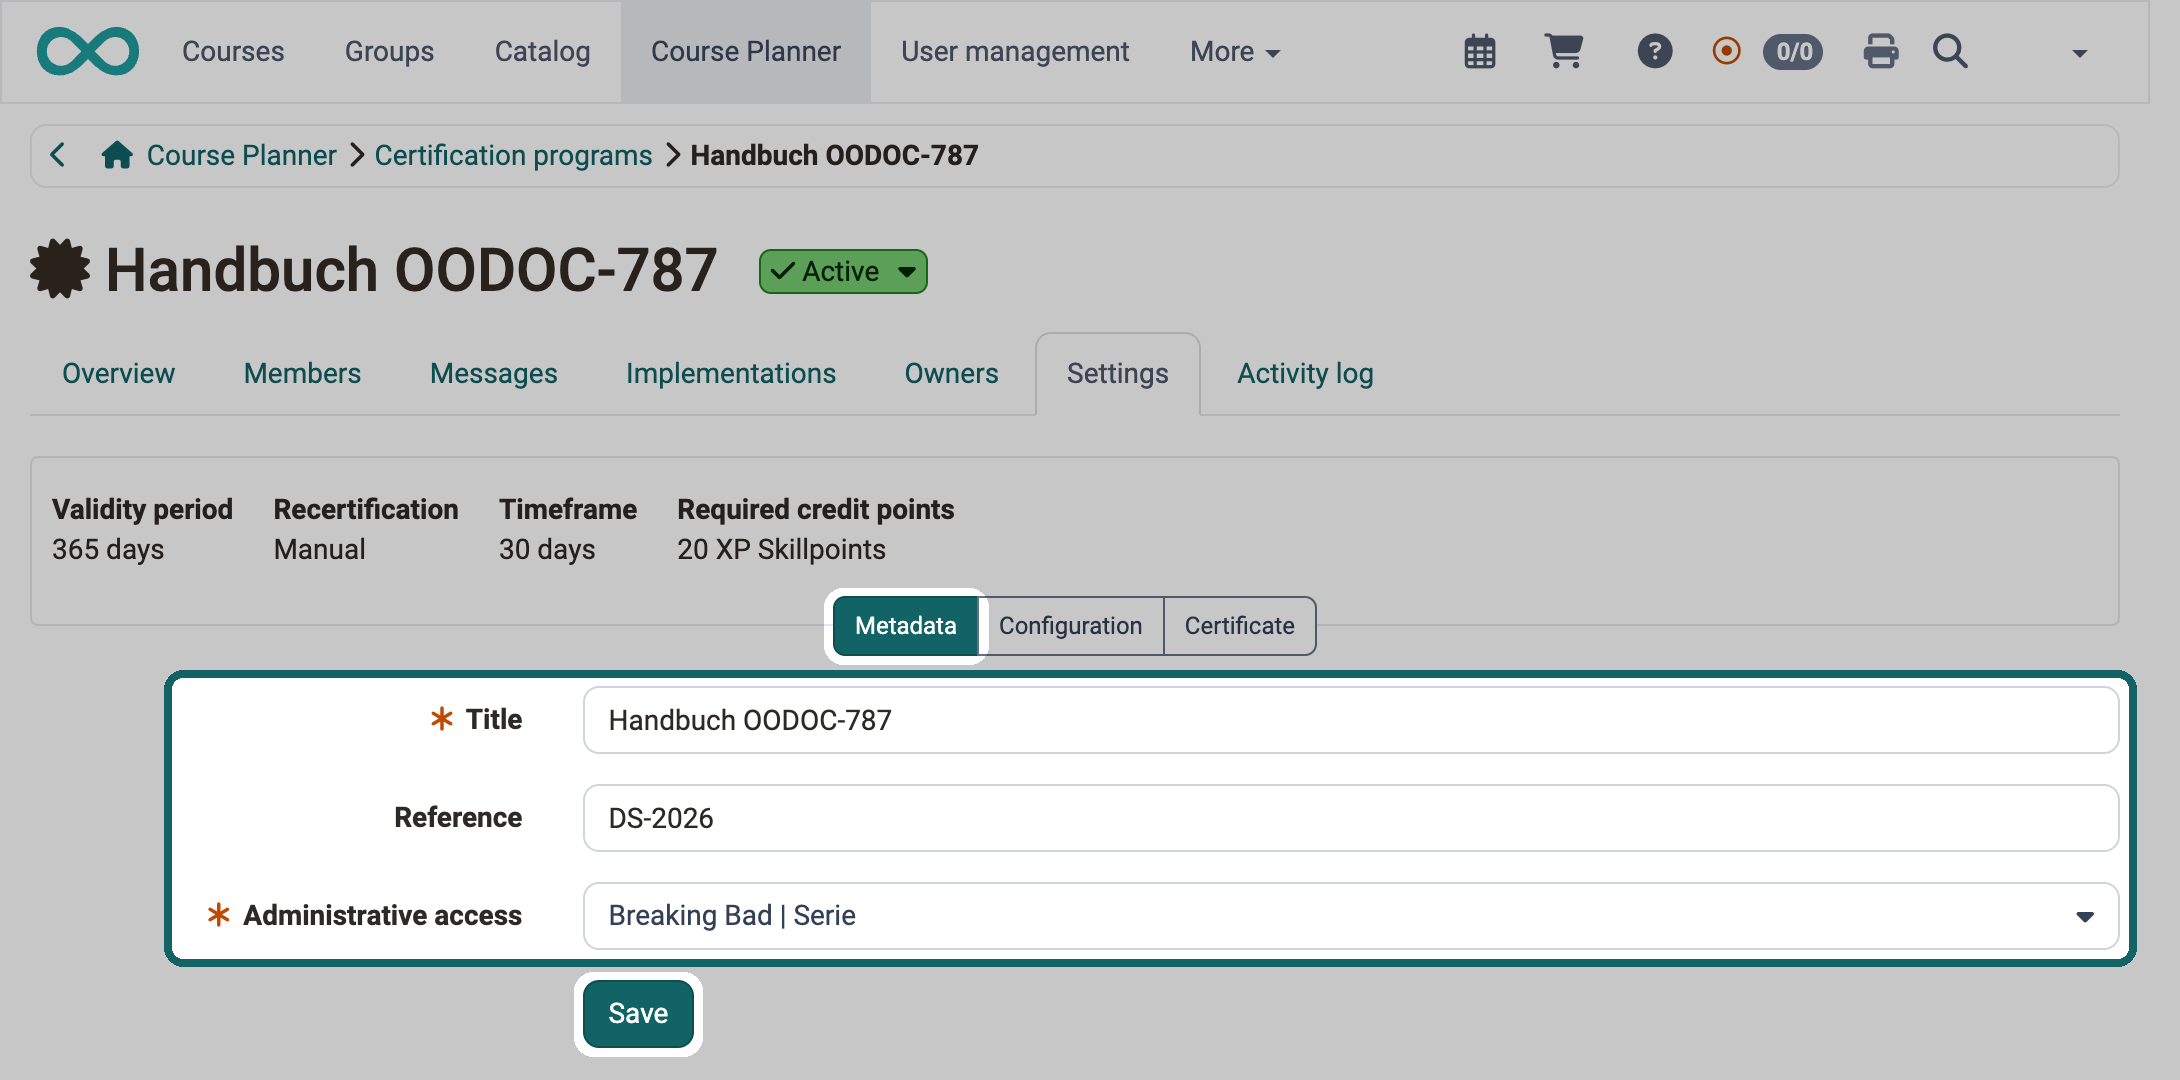 Courses Groups Catalog Course Planner User management More ? 0/0
Course Planner Certification programs Handbuch OODOC-787
Handbuch OODOC-787 Active
Overview Members Messages Implementations Owners Settings Activity log
Validity period Recertification Timeframe Required credit points
365 days Manual 30 days 20 XP Skillpoints
Metadata Configuration Certificate
* Title Handbuch OODOC-787
Reference DS-2026
* Administrative access Breaking Bad | Serie
Save